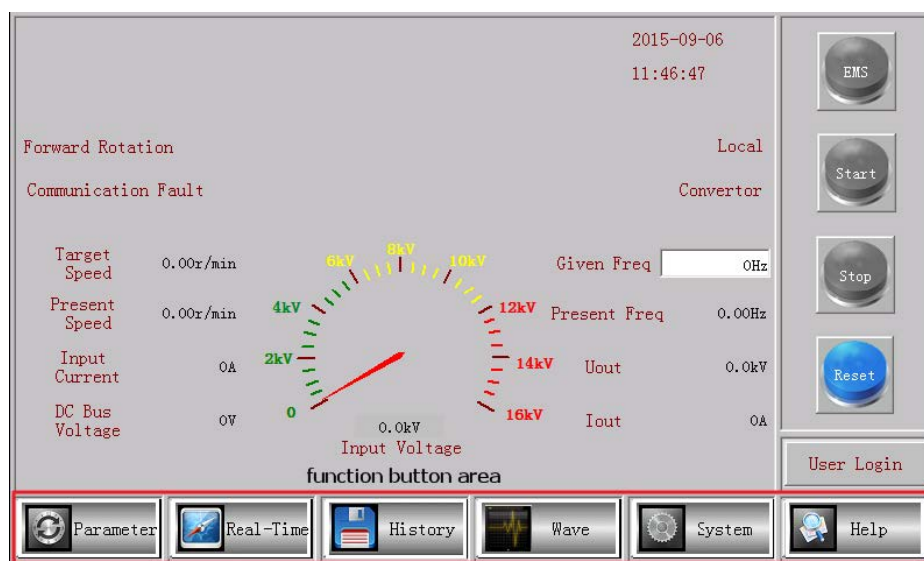 2015-09-06
11:46:47
EMS
Forward Rotation
Local
Start
Communication Fault
Convertor
Target Speed
0.00r/min
Given Freq
0Hz
Stop
Present Speed
0.00r/min
Present Freq
0.00Hz
Input Current
0A
Uout
0.0kV
Reset
DC Bus Voltage
0V
Iout
0A
0
2kV
4kV
6kV
8kV
10kV
12kV
14kV
16kV
0.0kV
Input Voltage
User Login
function button area
Parameter
Real-Time
History
Wave
System
Help